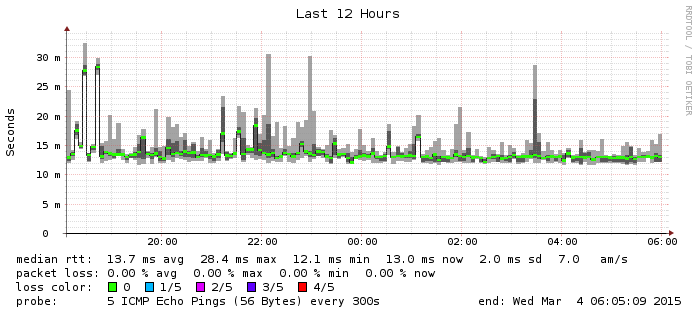 Last 12 Hours
RRDTOOL / TOBI OETIKER
Seconds
30 m
25 m
20 m
15 m
10 m
5 m
0
20:00 22:00 00:00 02:00 04:00 06:00
median rtt: 13.7 ms avg 28.4 ms max 12.1 ms min 13.0 ms now 2.0 ms sd 7.0 am/s
packet loss: 0.00 % avg 0.00 % max 0.00 % min 0.00 % now
loss color: 0 1/5 2/5 3/5 4/5
probe: 5 ICMP Echo Pings (56 Bytes) every 300s end: Wed Mar 4 06:05:09 2015